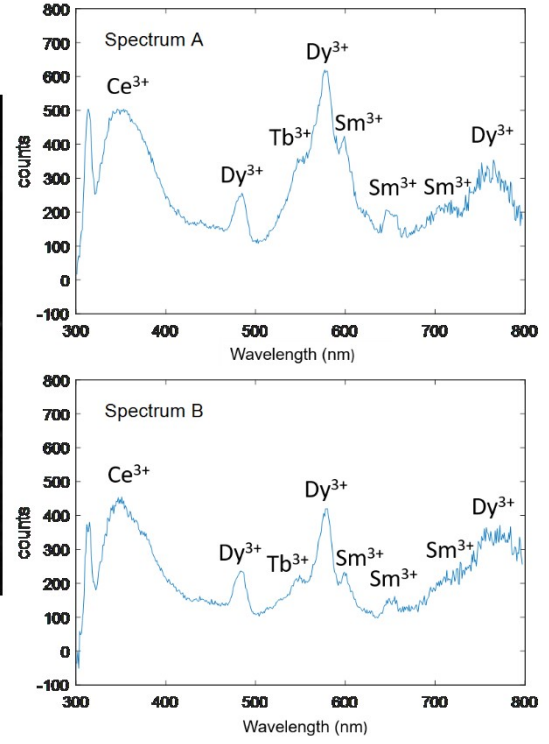 800
700
600
500
400
300
200
100
0
-100
counts
Spectrum A
Ce³⁺
Dy³⁺
Tb³⁺
Dy³⁺
Sm³⁺
Sm³⁺ Sm³⁺
Dy³⁺
300 400 500 600 700 800
Wavelength (nm)
800
700
600
500
400
300
200
100
0
-100
counts
Spectrum B
Ce³⁺
Dy³⁺
Tb³⁺
Dy³⁺
Sm³⁺
Sm³⁺
Sm³⁺
Dy³⁺
300 400 500 600 700 800
Wavelength (nm)